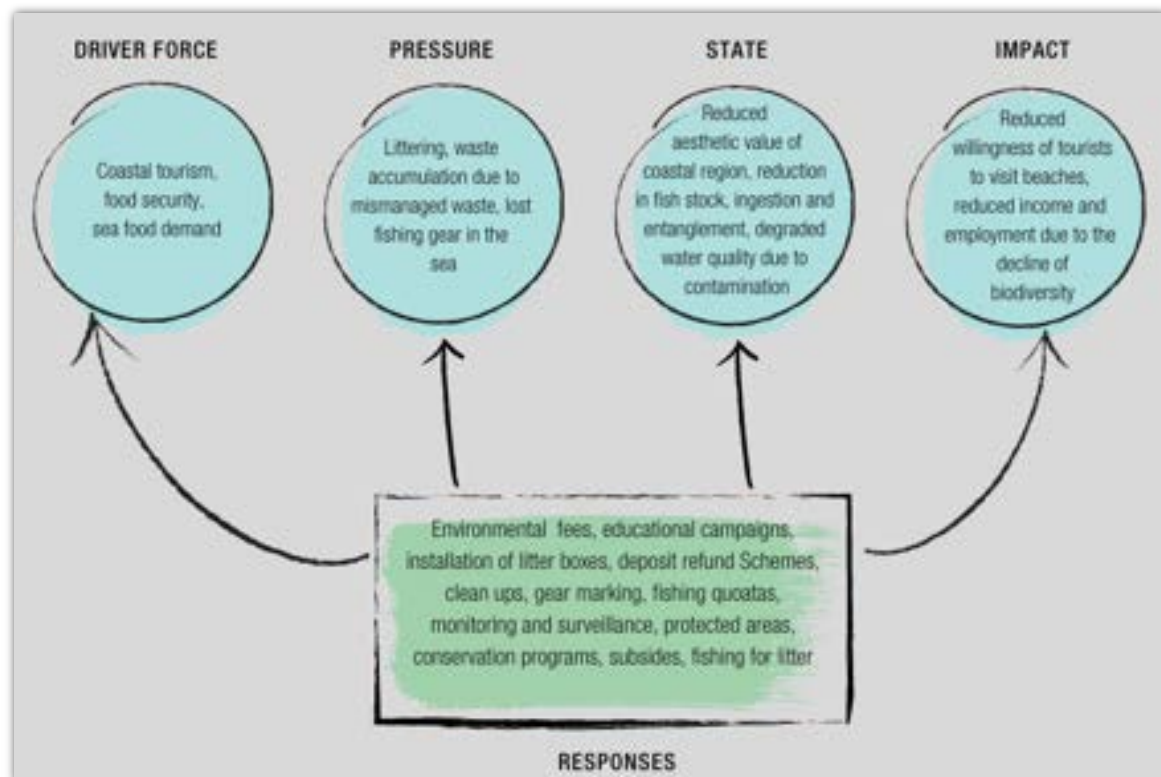 DRIVER FORCE
Coastal tourism,
food security,
sea food demand
PRESSURE
Littering, waste
accumulation due to
mismanaged waste, lost
fishing gear in the
sea
STATE
Reduced
aesthetic value of
coastal region, reduction
in fish stock, ingestion and
entanglement, degraded
water quality due to
contamination
IMPACT
Reduced
willingness of tourists
to visit beaches,
reduced income and
employment due to the
decline of
biodiversity
Environmental fees, educational campaigns,
installation of litter boxes, deposit refund Schemes,
clean ups, gear marking, fishing quoatas,
monitoring and surveillance, protected areas,
conservation programs, subsides, fishing for litter
RESPONSES